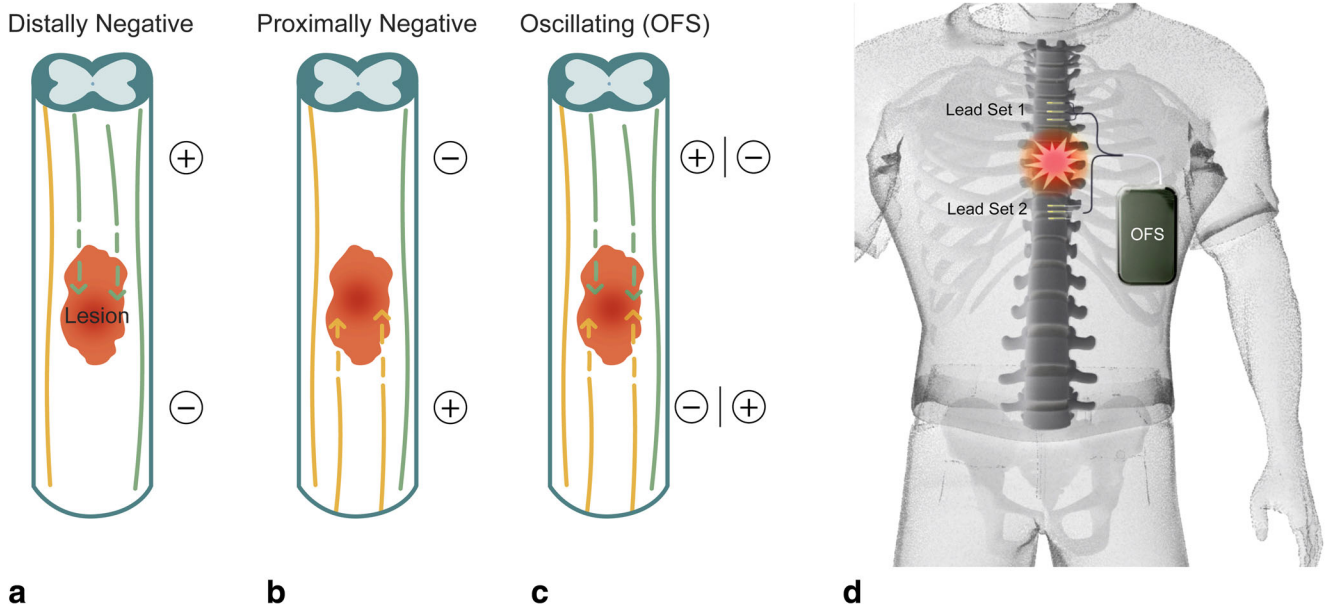 Distally Negative
Proximally Negative
Oscillating (OFS)
+
−
+ | −
Lead Set 1
Lesion
Lead Set 2
OFS
−
+
− | +
a
b
c
d